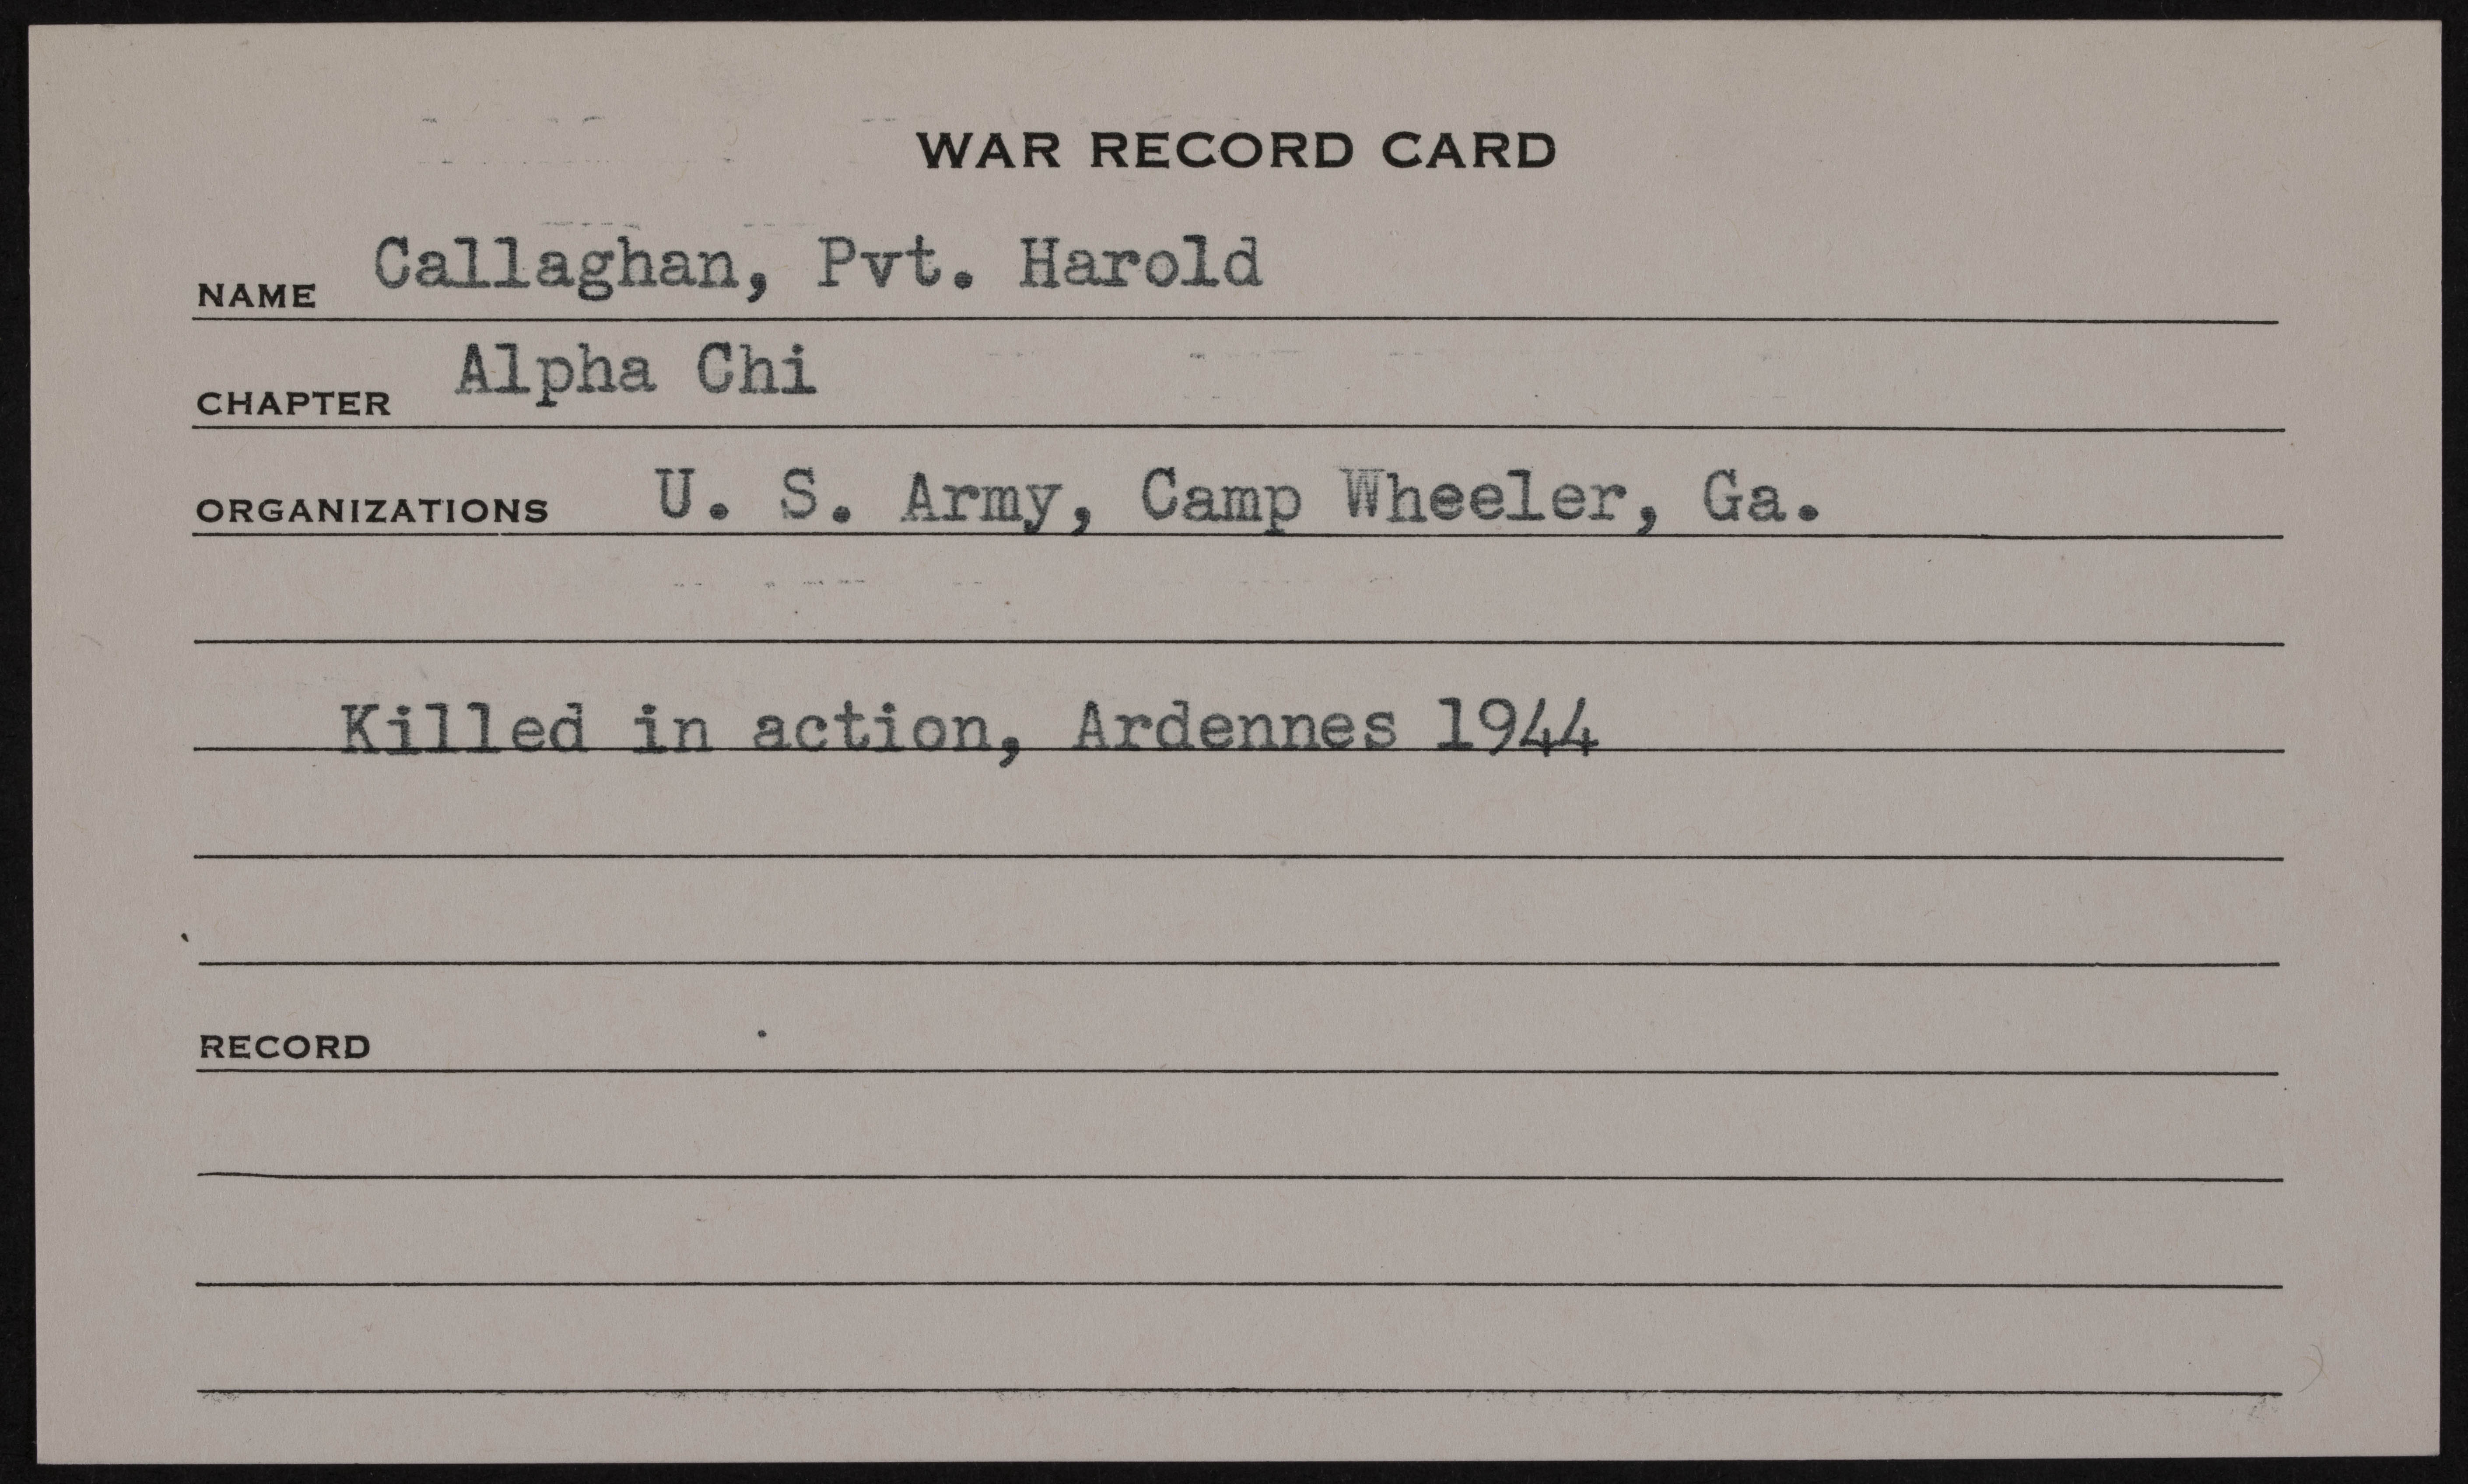 WAR RECORD CARD
NAME Callaghan, Pvt. Harold
CHAPTER Alpha Chi
ORGANIZATIONS U. S. Army, Camp Wheeler, Ga.
Killed in action, Ardennes 1944
RECORD